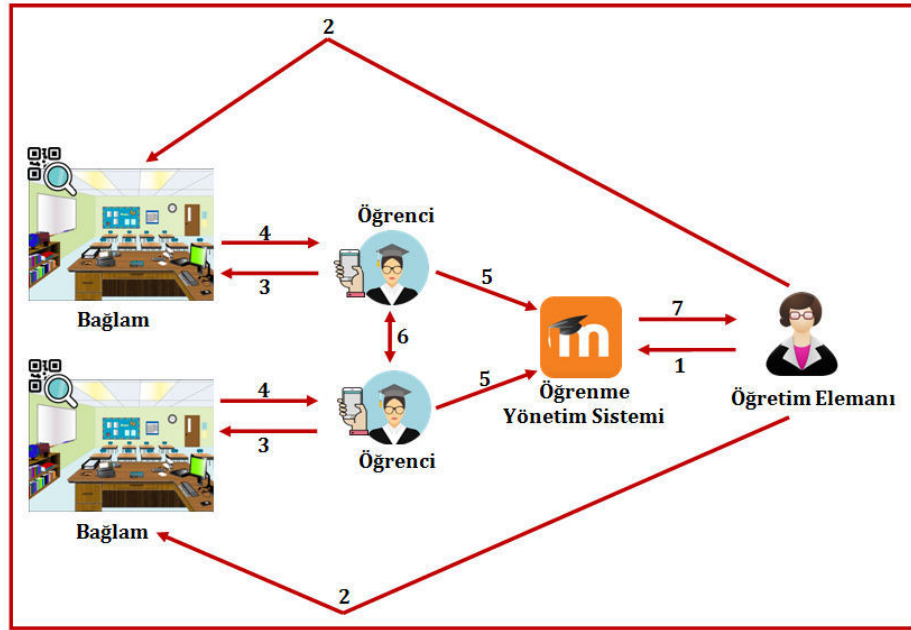 2
Öğrenci
4
3
5
Bağlam
6
7
1
m
4
3
5
Öğrenme
Yönetim Sistemi
Öğretim Elemanı
Öğrenci
Bağlam
2